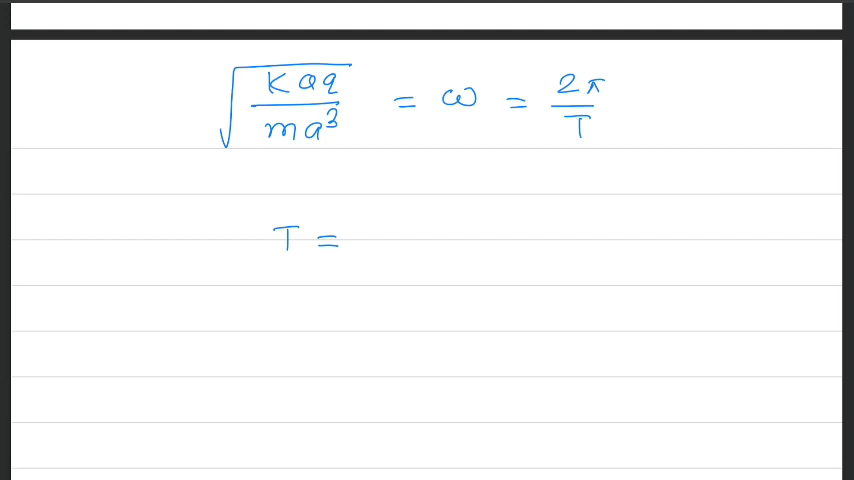 √(KQq/ma³) = ω = 2π/T
T =